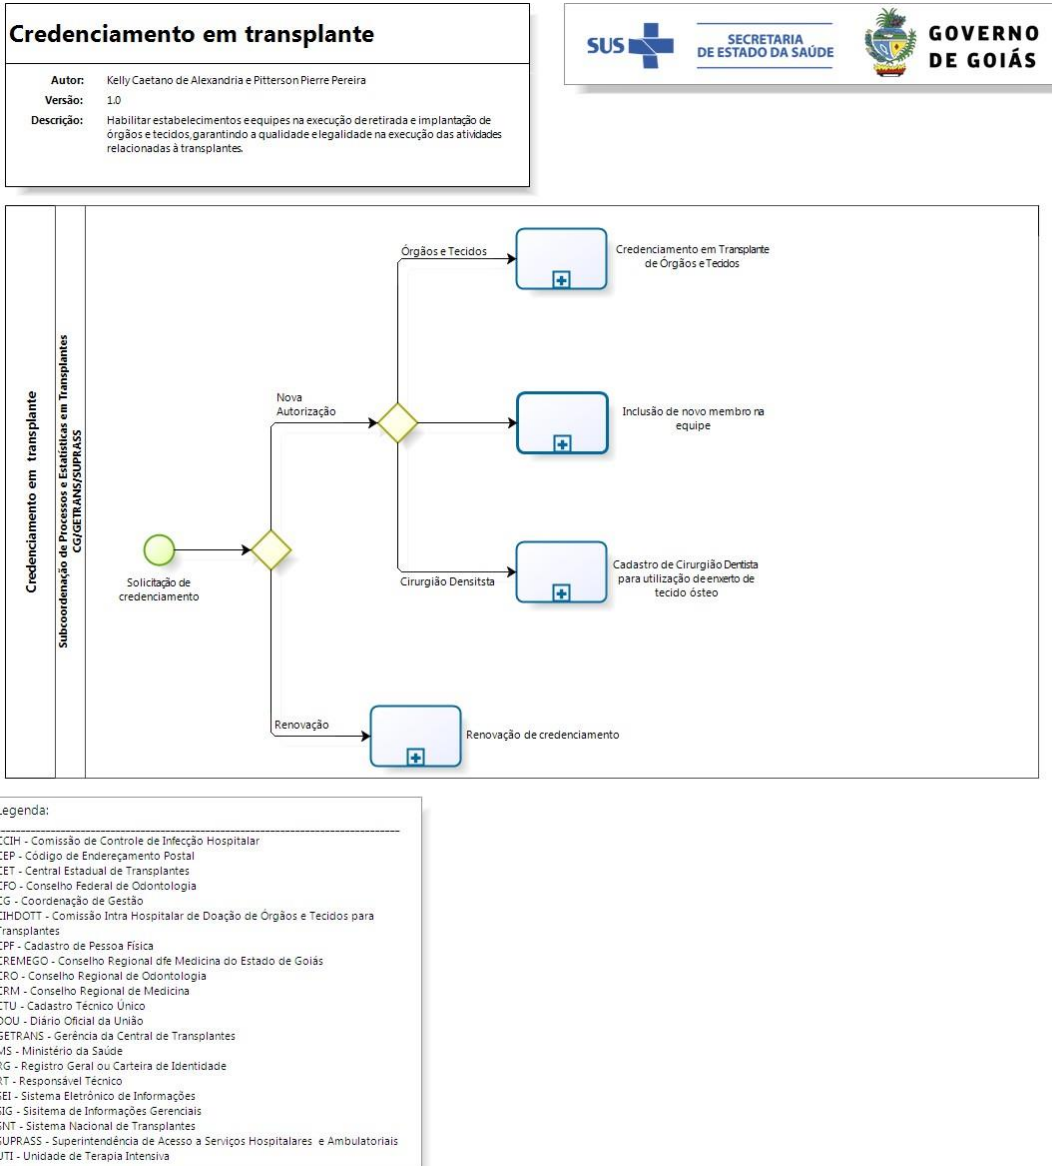 Credenciamento em transplante
Autor: Kelly Caetano de Alexandria e Pitterson Pierre Pereira
Versão: 1.0
Descrição: Habilitar estabelecimentos e equipes na execução de retirada e implantação de
órgãos e tecidos, garantindo a qualidade e legalidade na execução das atividades
relacionadas à transplantes.
SUS
SECRETARIA
DE ESTADO DA SAÚDE
GOVERNO
DE GOIÁS
Credenciamento em transplante
Subcoordenação de Processos e Estatísticas em Transplantes
CG/GETRANS/SUPRASS
Órgãos e Tecidos
Credenciamento em Transplante
de Órgãos e Tecidos
Nova
Autorização
Inclusão de novo membro na
equipe
Solicitação de
credenciamento
Cirurgião Densitsta
Cadastro de Cirurgião Dentista
para utilização de enxerto de
tecido ósteo
Renovação
Renovação de credenciamento
Legenda:
CCIH - Comissão de Controle de Infecção Hospitalar
CEP - Código de Endereçamento Postal
CET - Central Estadual de Transplantes
CFO - Conselho Federal de Odontologia
CG - Coordenação de Gestão
CIHDOTT - Comissão Intra Hospitalar de Doação de Órgãos e Tecidos para
Transplantes
CPF - Cadastro de Pessoa Física
CREMEGO - Conselho Regional dfe Medicina do Estado de Goiás
CRO - Conselho Regional de Odontologia
CRM - Conselho Regional de Medicina
CTU - Cadastro Técnico Único
DOU - Diário Oficial da União
GETRANS - Gerência da Central de Transplantes
MS - Ministério da Saúde
RG - Registro Geral ou Carteira de Identidade
RT - Responsável Técnico
SEI - Sistema Eletrônico de Informações
SIG - Sisitema de Informações Gerenciais
SNT - Sistema Nacional de Transplantes
SUPRASS - Superintendência de Acesso a Serviços Hospitalares e Ambulatoriais
UTI - Unidade de Terapia Intensiva